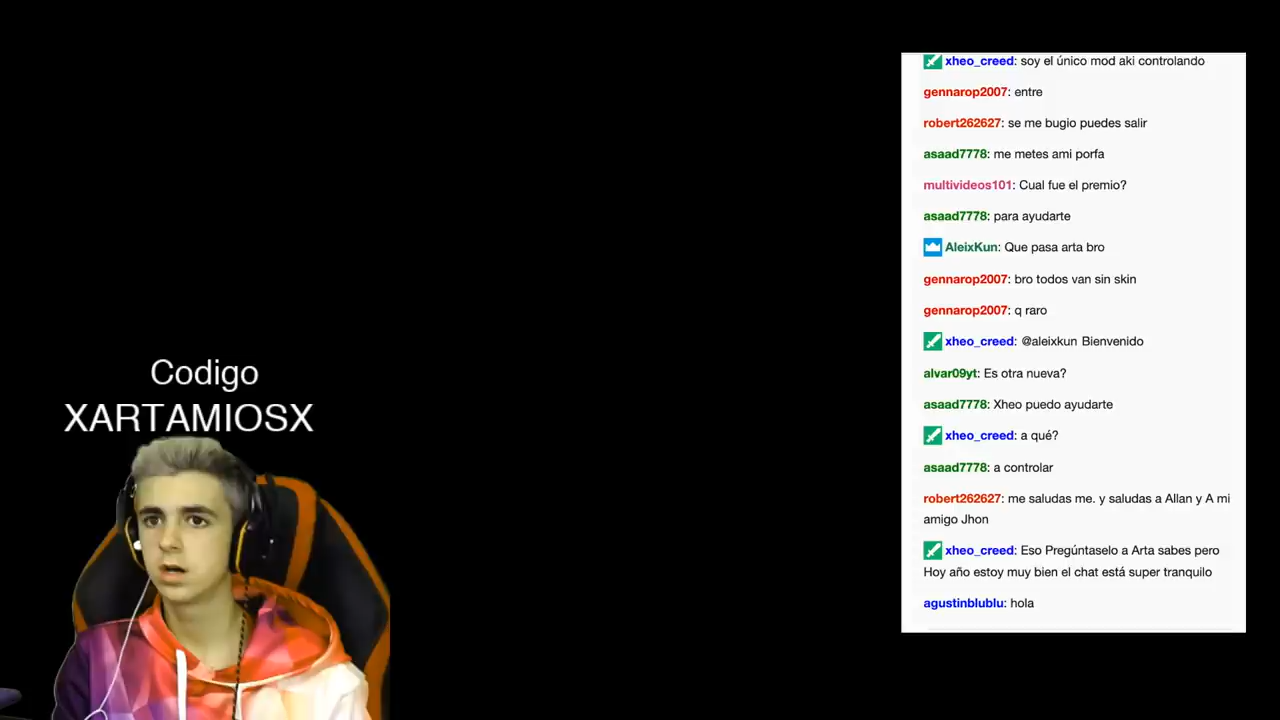 xheo_creed: soy el único mod aki controlando
gennarop2007: entre
robert262627: se me bugio puedes salir
asaad7778: me metes ami porfa
multivideos101: Cual fue el premio?
asaad7778: para ayudarte
AleixKun: Que pasa arta bro
gennarop2007: bro todos van sin skin
gennarop2007: q raro
xheo_creed: @aleixkun Bienvenido
alvar09yt: Es otra nueva?
asaad7778: Xheo puedo ayudarte
xheo_creed: a qué?
asaad7778: a controlar
robert262627: me saludas me. y saludas a Allan y A mi
amigo Jhon
xheo_creed: Eso Pregúntaselo a Arta sabes pero
Hoy año estoy muy bien el chat está super tranquilo
agustinblublu: hola
Codigo
XARTAMIOSX